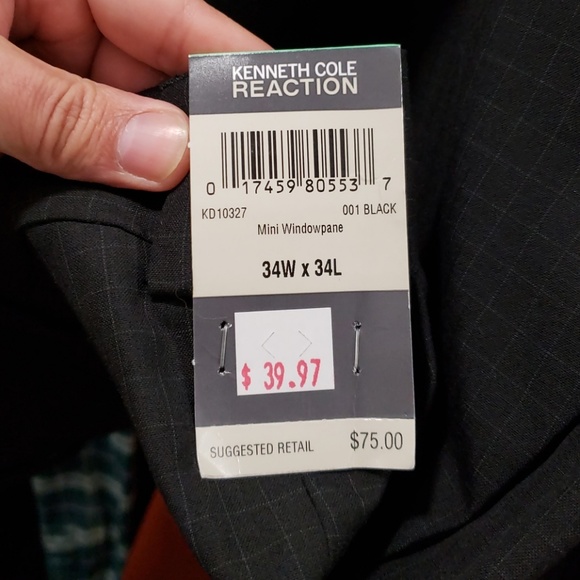 KENNETH COLE
REACTION
0 17459 80553 7
KD10327 001 BLACK
Mini Windowpane
34W x 34L
$ 39.97
SUGGESTED RETAIL $75.00